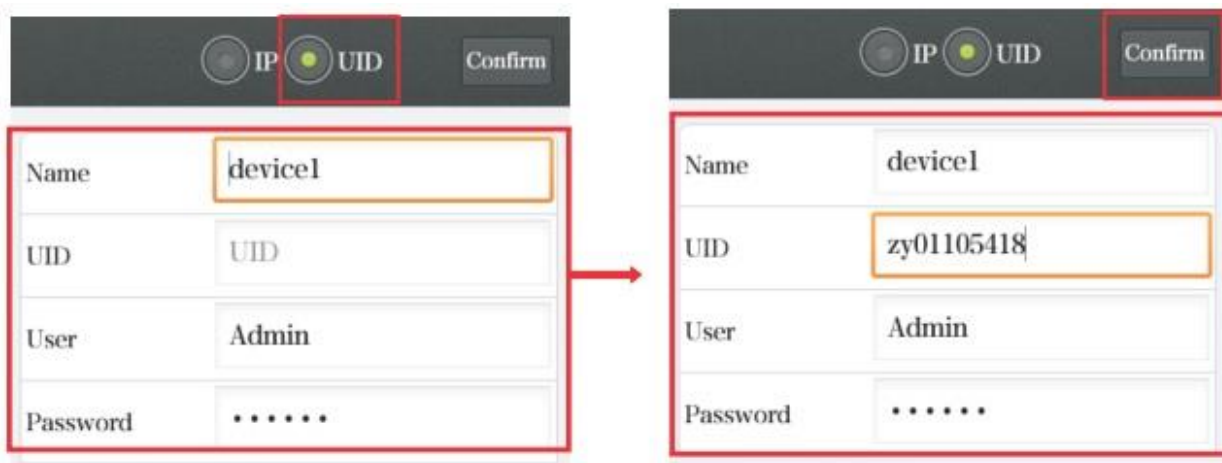 IP UID Confirm
Name device1
UID UID
User Admin
Password ••••••
IP UID Confirm
Name device1
UID zy01105418
User Admin
Password ••••••